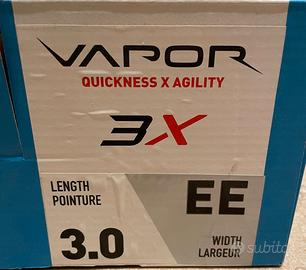 VAPOR
QUICKNESS X AGILITY
3X
LENGTH
POINTURE
3.0
EE
WIDTH
LARGEUR
subito